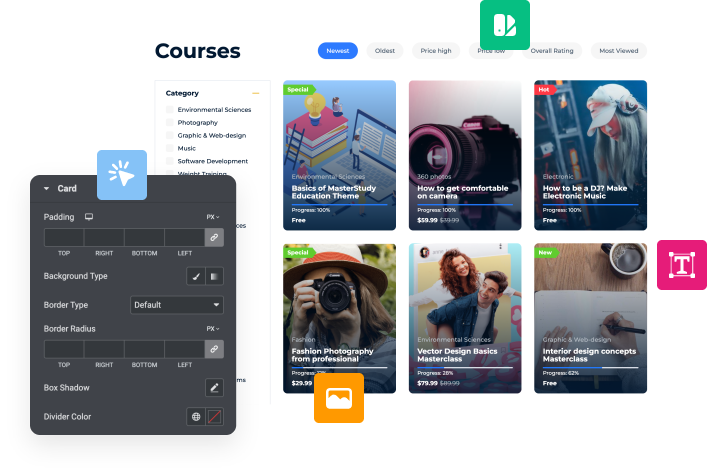 Courses
Newest
Oldest
Price high
Price low
Overall Rating
Most Viewed
Category
Environmental Sciences
Photography
Graphic & Web-design
Music
Software Development
Weight Training
Special
Environmental Sciences
Basics of MasterStudy
Education Theme
Progress: 100%
Free
360 photos
How to get comfortable
on camera
Progress: 100%
$59.99 $39.99
Hot
Electronic
How to be a DJ? Make
Electronic Music
Progress: 100%
Free
Special
Fashion
Fashion Photography
from professional
Progress:
$29.99
Environmental Sciences
Vector Design Basics
Masterclass
Progress: 28%
$79.99 $89.99
New
Graphic & Web-design
Interior design concepts
Masterclass
Progress: 62%
Free
Card
Padding
PX
TOP
RIGHT
BOTTOM
LEFT
Background Type
Border Type
Default
Border Radius
PX
TOP
RIGHT
BOTTOM
LEFT
Box Shadow
Divider Color
T